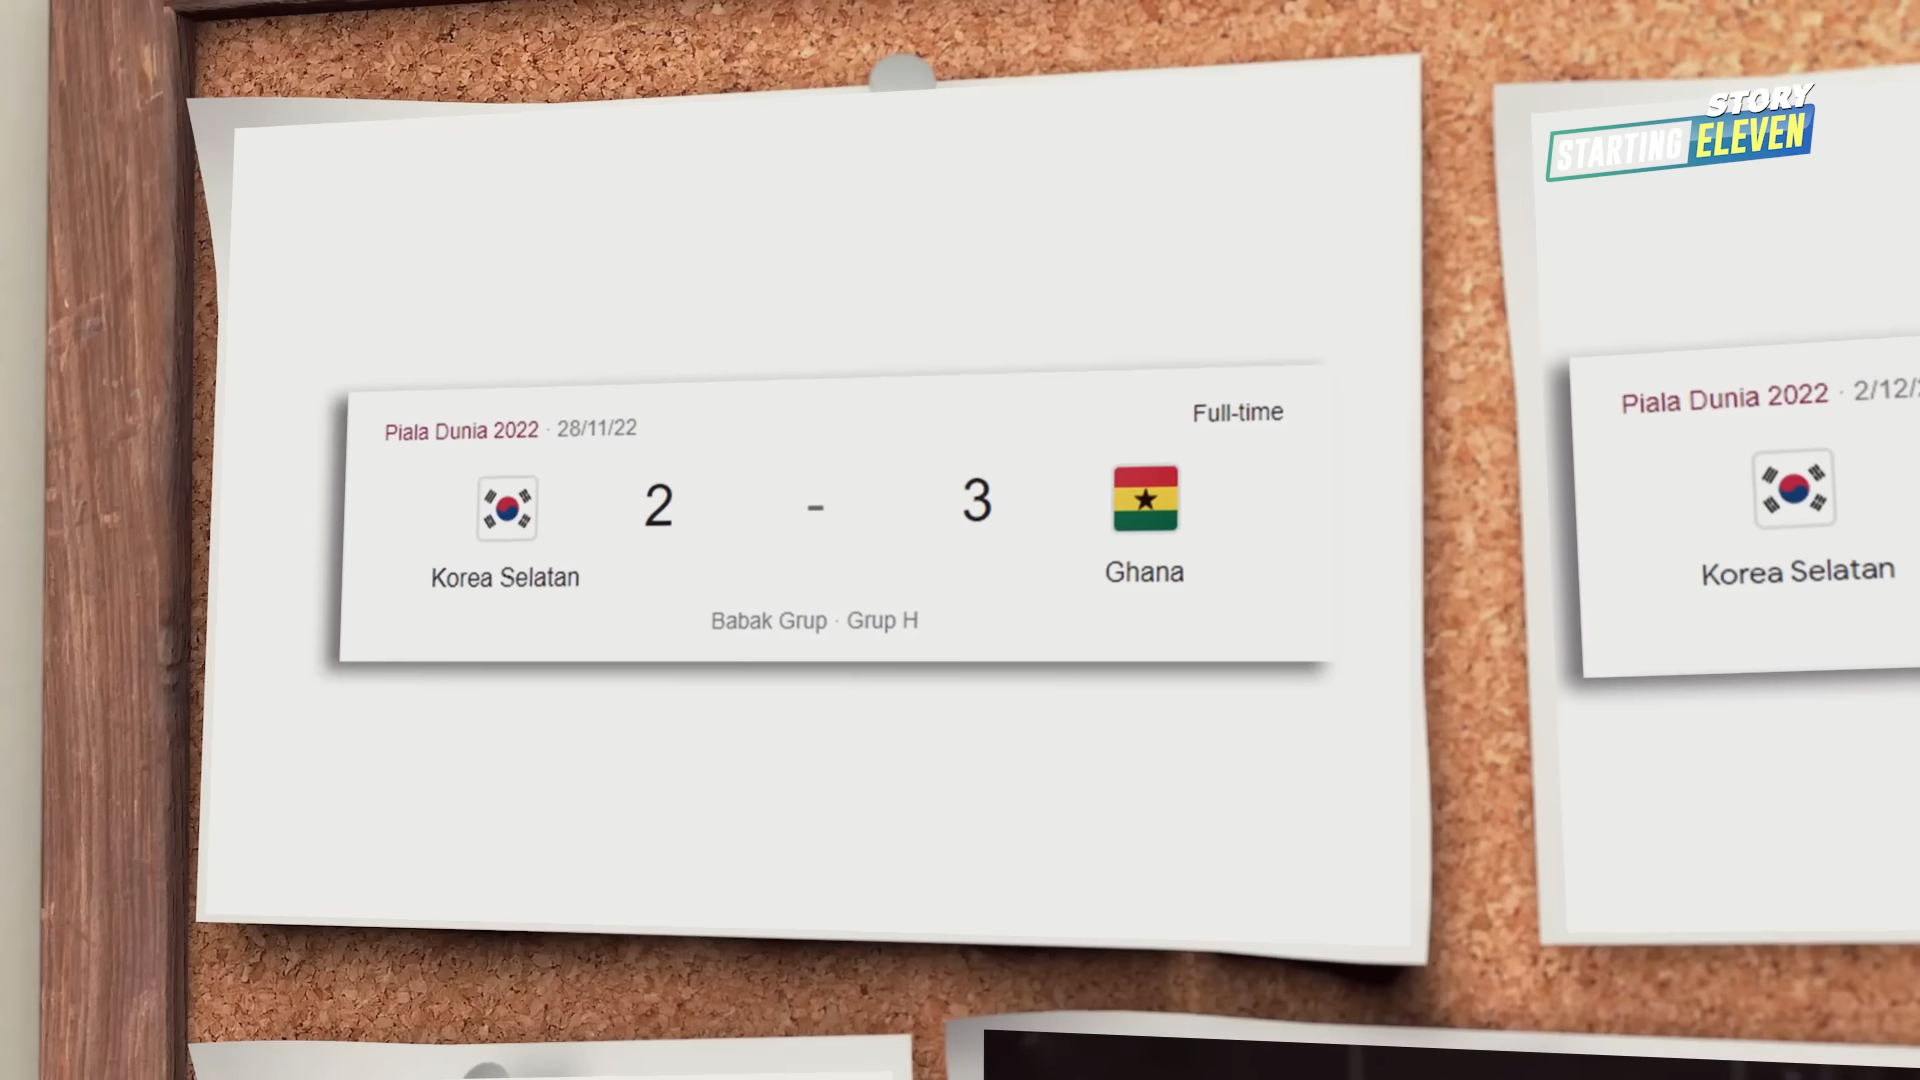 STORY
STARTING ELEVEN
Piala Dunia 2022 · 28/11/22
Full-time
2 - 3
Korea Selatan
Ghana
Babak Grup · Grup H
Piala Dunia 2022 · 2/12/
Korea Selatan